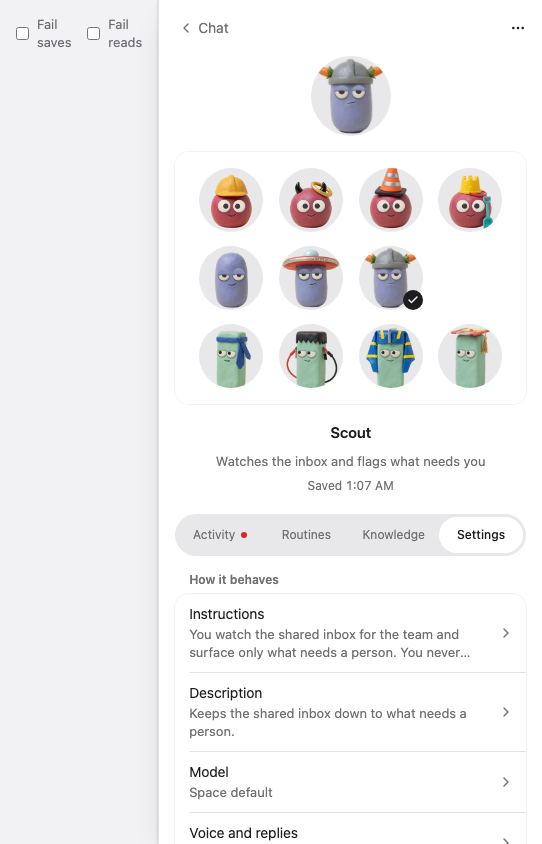 Fail saves
Fail reads
Chat
Scout
Watches the inbox and flags what needs you
Saved 1:07 AM
Activity
Routines
Knowledge
Settings
How it behaves
Instructions
You watch the shared inbox for the team and
surface only what needs a person. You never...
Description
Keeps the shared inbox down to what needs a
person.
Model
Space default
Voice and replies